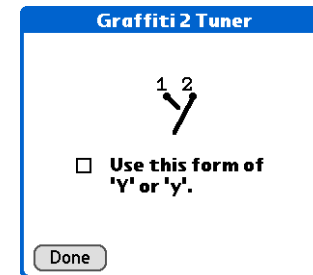 Graffiti 2 Tuner
1 2
Use this form of
'Y' or 'y'.
Done